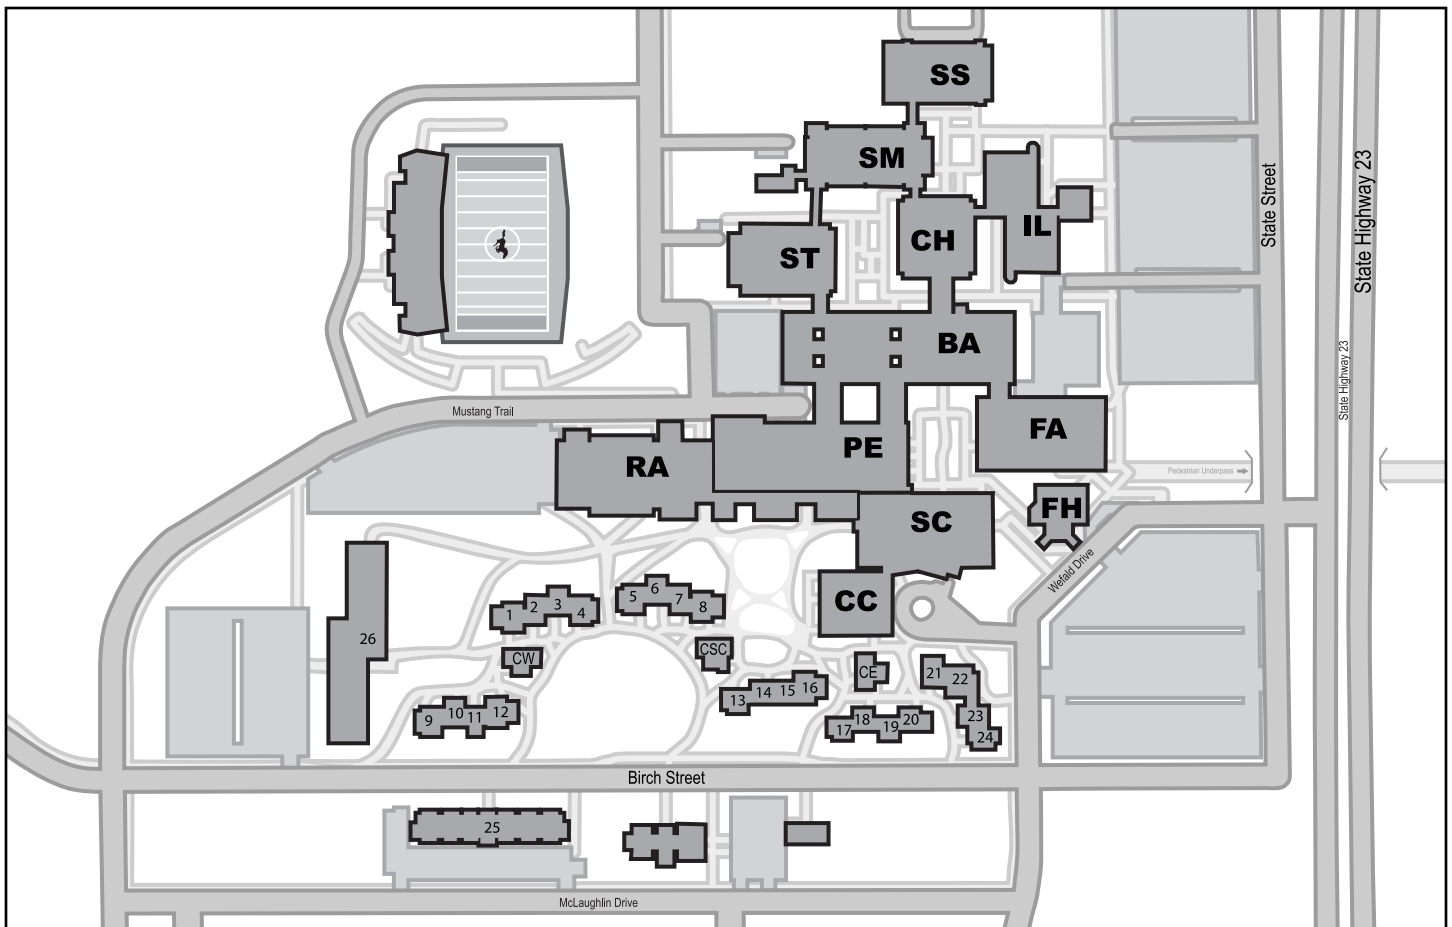 SS
SM
State Street
State Highway 23
IL
CH
ST
BA
State Highway 23
Mustang Trail
FA
PE
RA
Pedestrian Underpass
FH
SC
Wefald Drive
CC
6
5
7
8
3
2
4
1
26
CSC
CW
CE
21
22
16
15
14
13
12
10
11
9
23
24
20
18
19
17
Birch Street
25
McLaughlin Drive